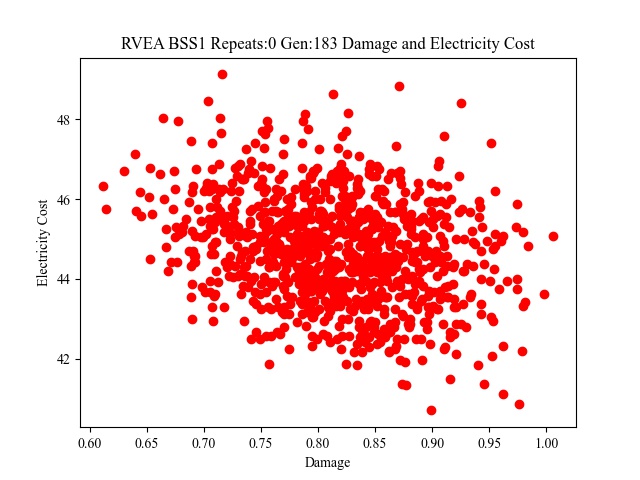 RVEA BSS1 Repeats:0 Gen:183 Damage and Electricity Cost
48
46
44
42
Electricity Cost
0.60 0.65 0.70 0.75 0.80 0.85 0.90 0.95 1.00
Damage